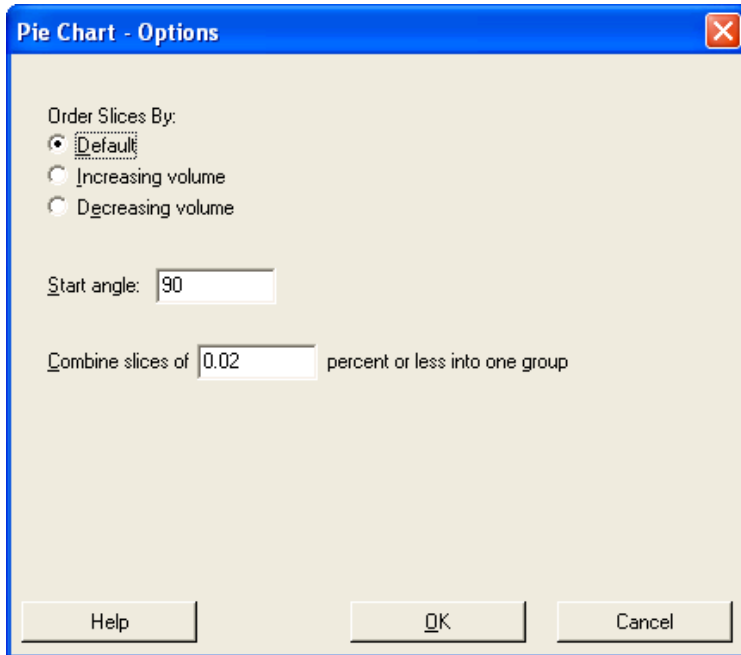 Pie Chart - Options
Order Slices By:
Default
Increasing volume
Decreasing volume
Start angle: 90
Combine slices of 0.02 percent or less into one group
Help OK Cancel